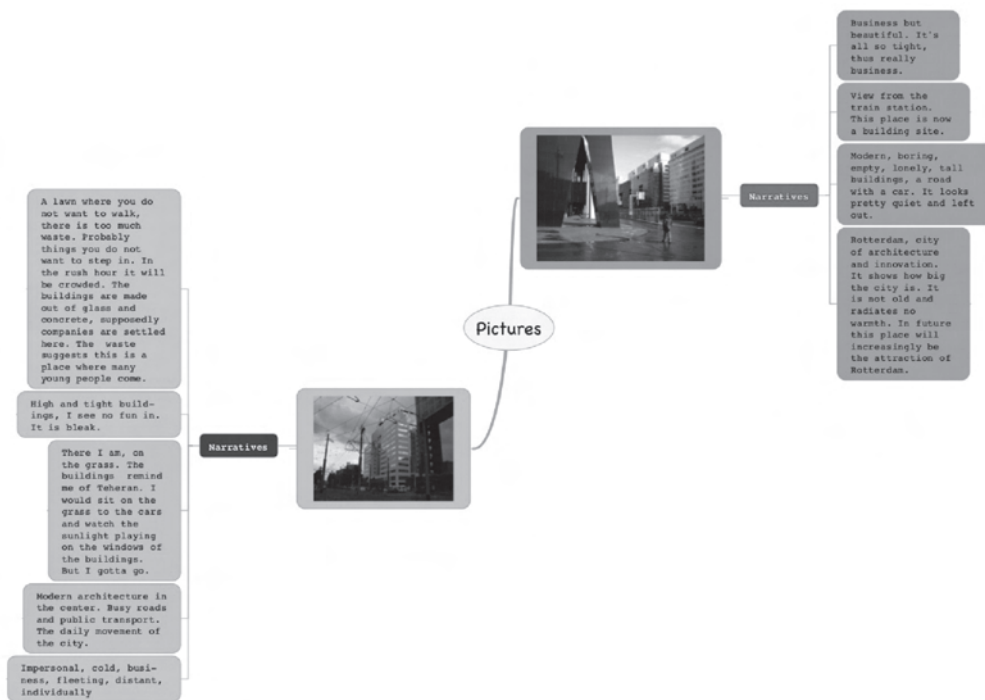 Business but
beautiful. It's
all so tight,
thus really
business.
View from the
train station.
This place is now
a building site.
Modern, boring,
empty, lonely, tall
buildings, a road
with a car. It looks
pretty quiet and left
out.
Rotterdam, city
of architecture
and innovation.
It shows how big
the city is. It
is not old and
radiates no
warmth. In future
this place will
increasingly be
the attraction of
Rotterdam.
Narratives
Pictures
Narratives
A lawn where you do
not want to walk,
there is too much
waste. Probably
things you do not
want to step in. In
the rush hour it will
be crowded. The
buildings are made
out of glass and
concrete, supposedly
companies are settled
here. The waste
suggests this is a
place where many
young people come.
High and tight build-
ings, I see no fun in.
It is bleak.
There I am, on
the grass. The
buildings remind
me of Teheran. I
would sit on the
grass to the cars
and watch the
sunlight playing
on the windows of
the buildings.
But I gotta go.
Modern architecture in
the center. Busy roads
and public transport.
The daily movement of
the city.
Impersonal, cold, busi-
ness, fleeting, distant,
individually